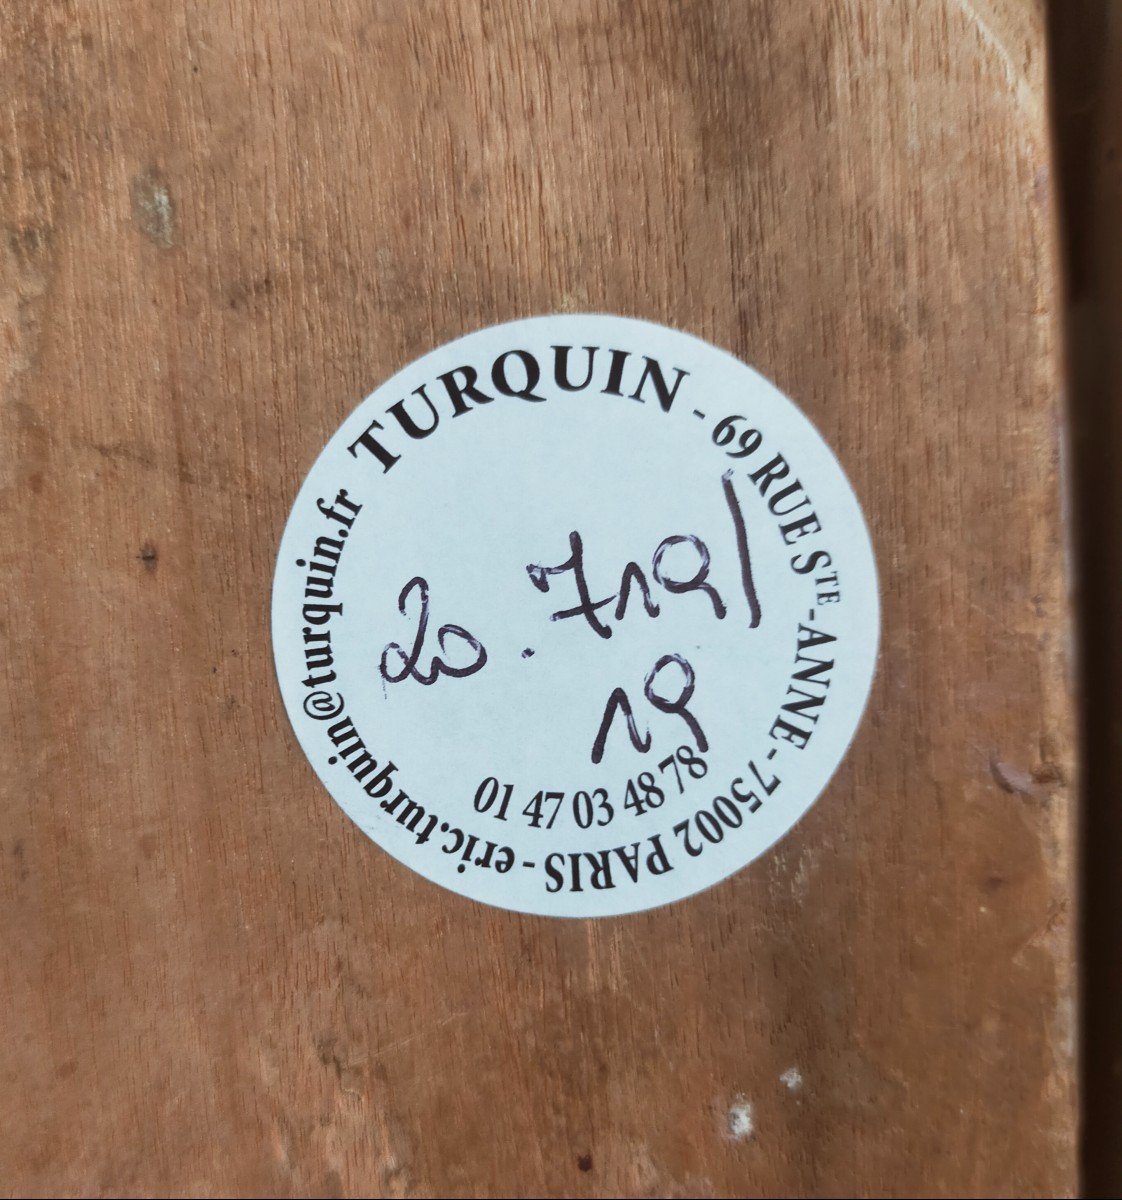 TURQUIN - 69 RUE STE-ANNE - 75002 PARIS - eric.turquin@turquin.fr
20.719/
19
01 47 03 48 78